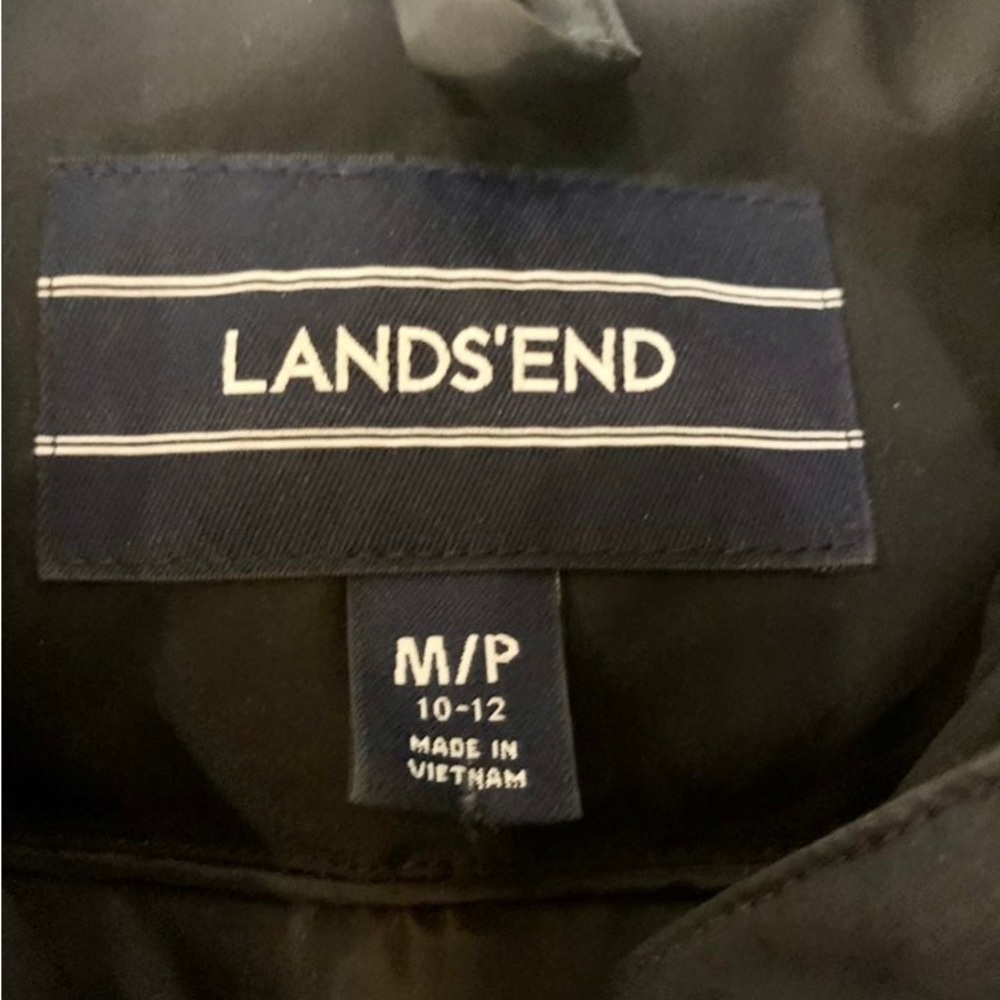 LANDS'END
M/P
10-12
MADE IN
VIETNAM